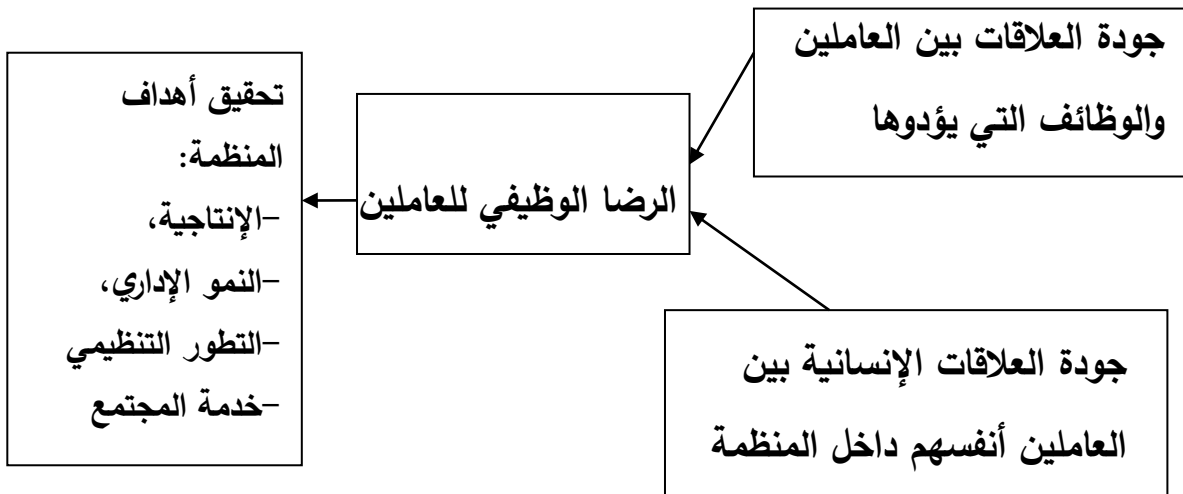 جودة العلاقات بين العاملين
والوظائف التي يؤدوها
جودة العلاقات الإنسانية بين
العاملين أنفسهم داخل المنظمة
الرضا الوظيفي للعاملين
تحقيق أهداف
المنظمة:
-الإنتاجية،
-النمو الإداري،
-التطور التنظيمي
-خدمة المجتمع